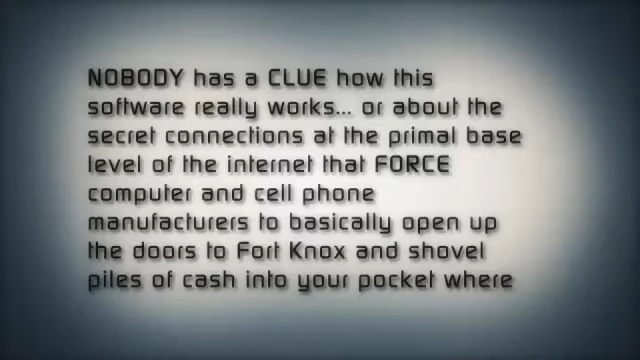 NOBODY has a CLUE how this
software really works... or about the
secret connections at the primal base
level of the internet that FORCE
computer and cell phone
manufacturers to basically open up
the doors to Fort Knox and shovel
piles of cash into your pocket where